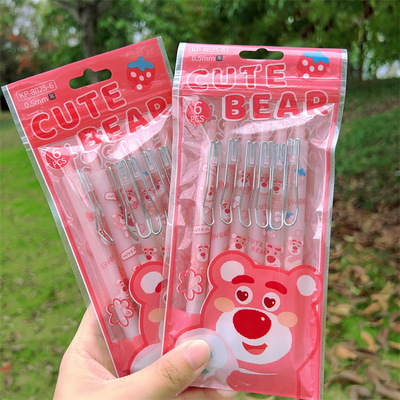 KP-8025-6
0.5mm
CUTE
BEAR
6
PCS
KP-8025-6
0.5mm
CUTE
BEAR
6
PCS